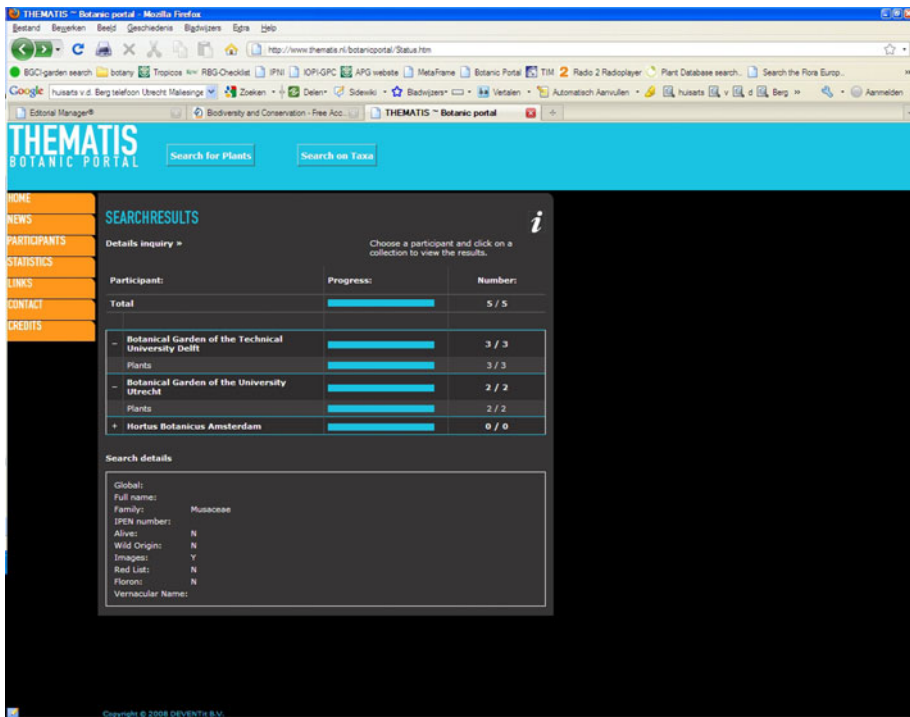 THEMATIS ~ Botanic portal - Mozilla Firefox
Bestand Bewerken Beeld Geschiedenis Bladwijzers Extra Help
http://www.thematis.nl/botanicportal/Status.htm
BGCI-garden search botany Tropicos RBG-Checklist IPNI IOPI-GPC APG website MetaFrame Botanic Portal TIM 2 Radio 2 Radioplayer Plant Database search.. Search the Flora Europ..
Google huisarts v.d. Berg telefoon Utrecht Zoeken Delen Sidewiki Bladwijzers Vertalen Automatisch Aanvullen huisarts v d Berg Aanmelden
Editorial Manager® Biodiversity and Conservation - Free Acc... THEMATIS ~ Botanic portal
THEMATIS
BOTANIC PORTAL
Search for Plants Search on Taxa
HOME
NEWS
PARTICIPANTS
STATISTICS
LINKS
CONTACT
CREDITS
SEARCHRESULTS i
Details inquiry » Choose a participant and click on a
collection to view the results.
Participant: Progress: Number:
Total 5 / 5
- Botanical Garden of the Technical
University Delft 3 / 3
Plants 3 / 3
- Botanical Garden of the University
Utrecht 2 / 2
Plants 2 / 2
+ Hortus Botanicus Amsterdam 0 / 0
Search details
Global:
Full name:
Family: Musaceae
IPEN number:
Alive: N
Wild Origin: N
Images: Y
Red List: N
Floron: N
Vernacular Name:
Copyright © 2008 DEVENTit B.V.